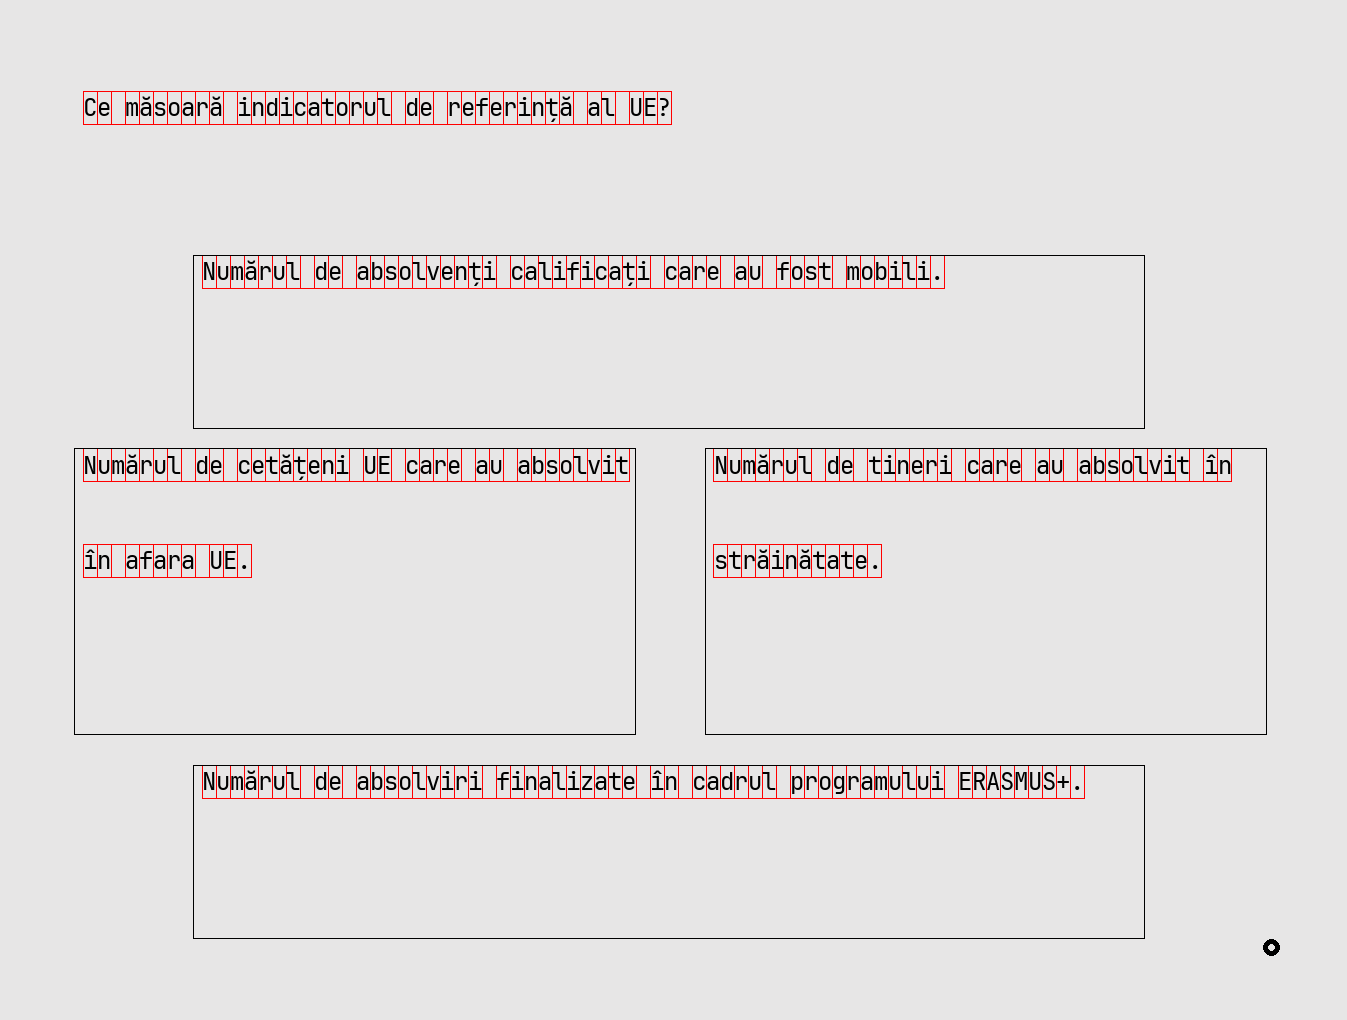 Ce măsoară indicatorul de referință al UE?
Numărul de absolvenți calificați care au fost mobili.
Numărul de cetățeni UE care au absolvit
în afara UE.
Numărul de tineri care au absolvit în
străinătate.
Numărul de absolviri finalizate în cadrul programului ERASMUS+.